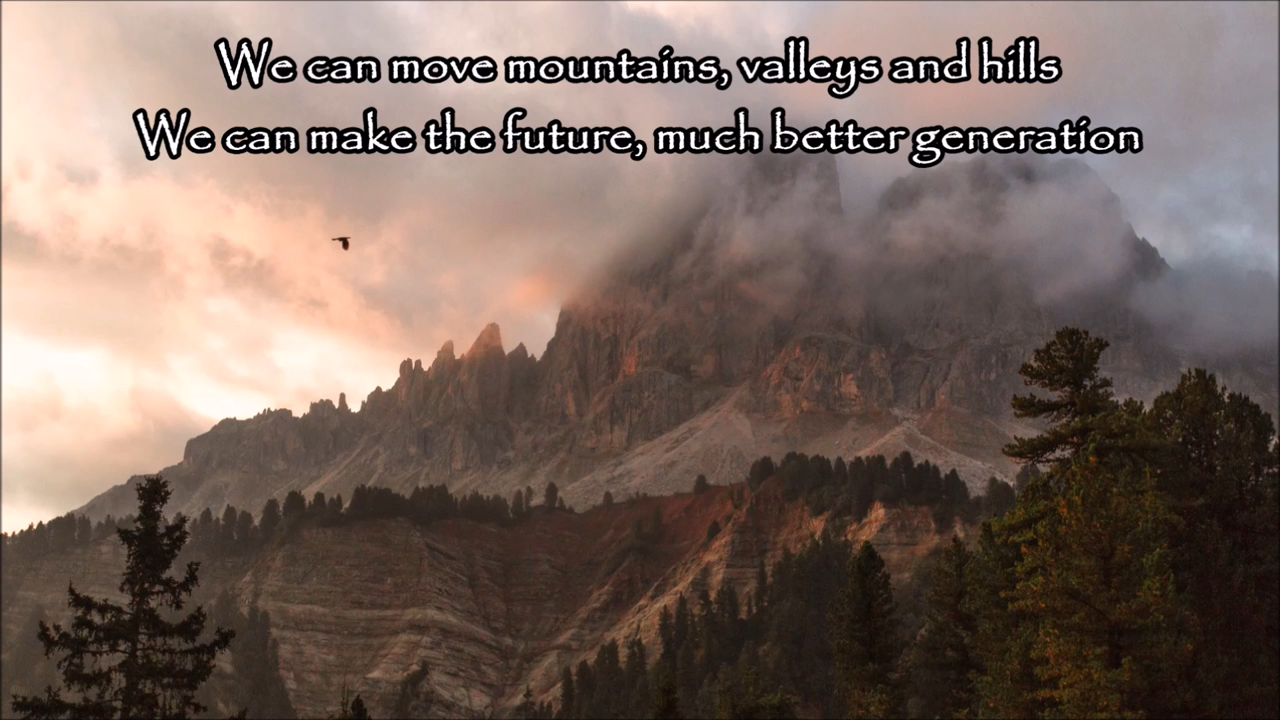 We can move mountains, valleys and hills
We can make the future, much better generation